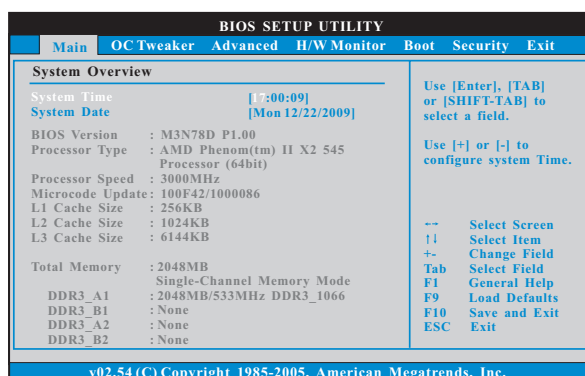 BIOS SETUP UTILITY
Main OC Tweaker Advanced H/W Monitor Boot Security Exit
System Overview
System Time [17:00:09]
System Date [Mon 12/22/2009]
BIOS Version : M3N78D P1.00
Processor Type : AMD Phenom(tm) II X2 545
Processor (64bit)
Processor Speed : 3000MHz
Microcode Update : 100F42/1000086
L1 Cache Size : 256KB
L2 Cache Size : 1024KB
L3 Cache Size : 6144KB
Total Memory : 2048MB
Single-Channel Memory Mode
DDR3_A1 : 2048MB/533MHz DDR3_1066
DDR3_B1 : None
DDR3_A2 : None
DDR3_B2 : None
Use [Enter], [TAB]
or [SHIFT-TAB] to
select a field.
Use [+] or [-] to
configure system Time.
←→ Select Screen
↑↓ Select Item
+- Change Field
Tab Select Field
F1 General Help
F9 Load Defaults
F10 Save and Exit
ESC Exit
v02.54 (C) Copyright 1985-2005, American Megatrends, Inc.